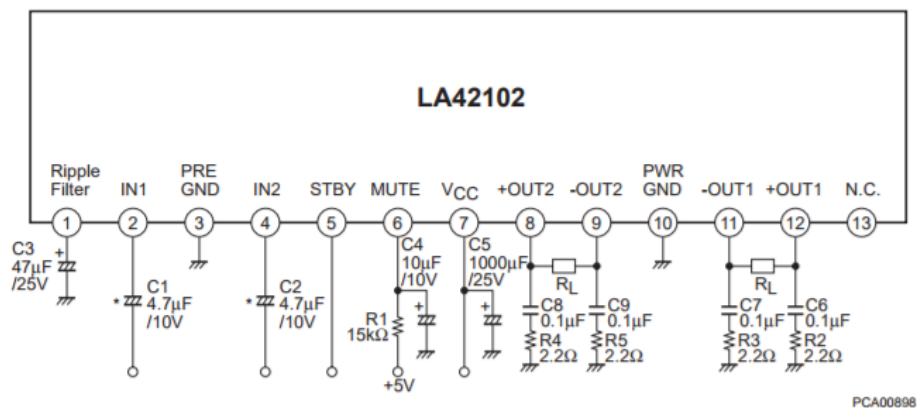 LA42102
Ripple
Filter
IN1
PRE
GND
IN2
STBY
MUTE
VCC
+OUT2
-OUT2
PWR
GND
-OUT1
+OUT1
N.C.
1
2
3
4
5
6
7
8
9
10
11
12
13
C3
47μF
/25V
+
* C1
4.7μF
/10V
* C2
4.7μF
/10V
C4
10μF
/10V
+
R1
15kΩ
+5V
C5
1000μF
/25V
+
RL
C8
0.1μF
R4
2.2Ω
C9
0.1μF
R5
2.2Ω
RL
C7
0.1μF
R3
2.2Ω
C6
0.1μF
R2
2.2Ω
PCA00898